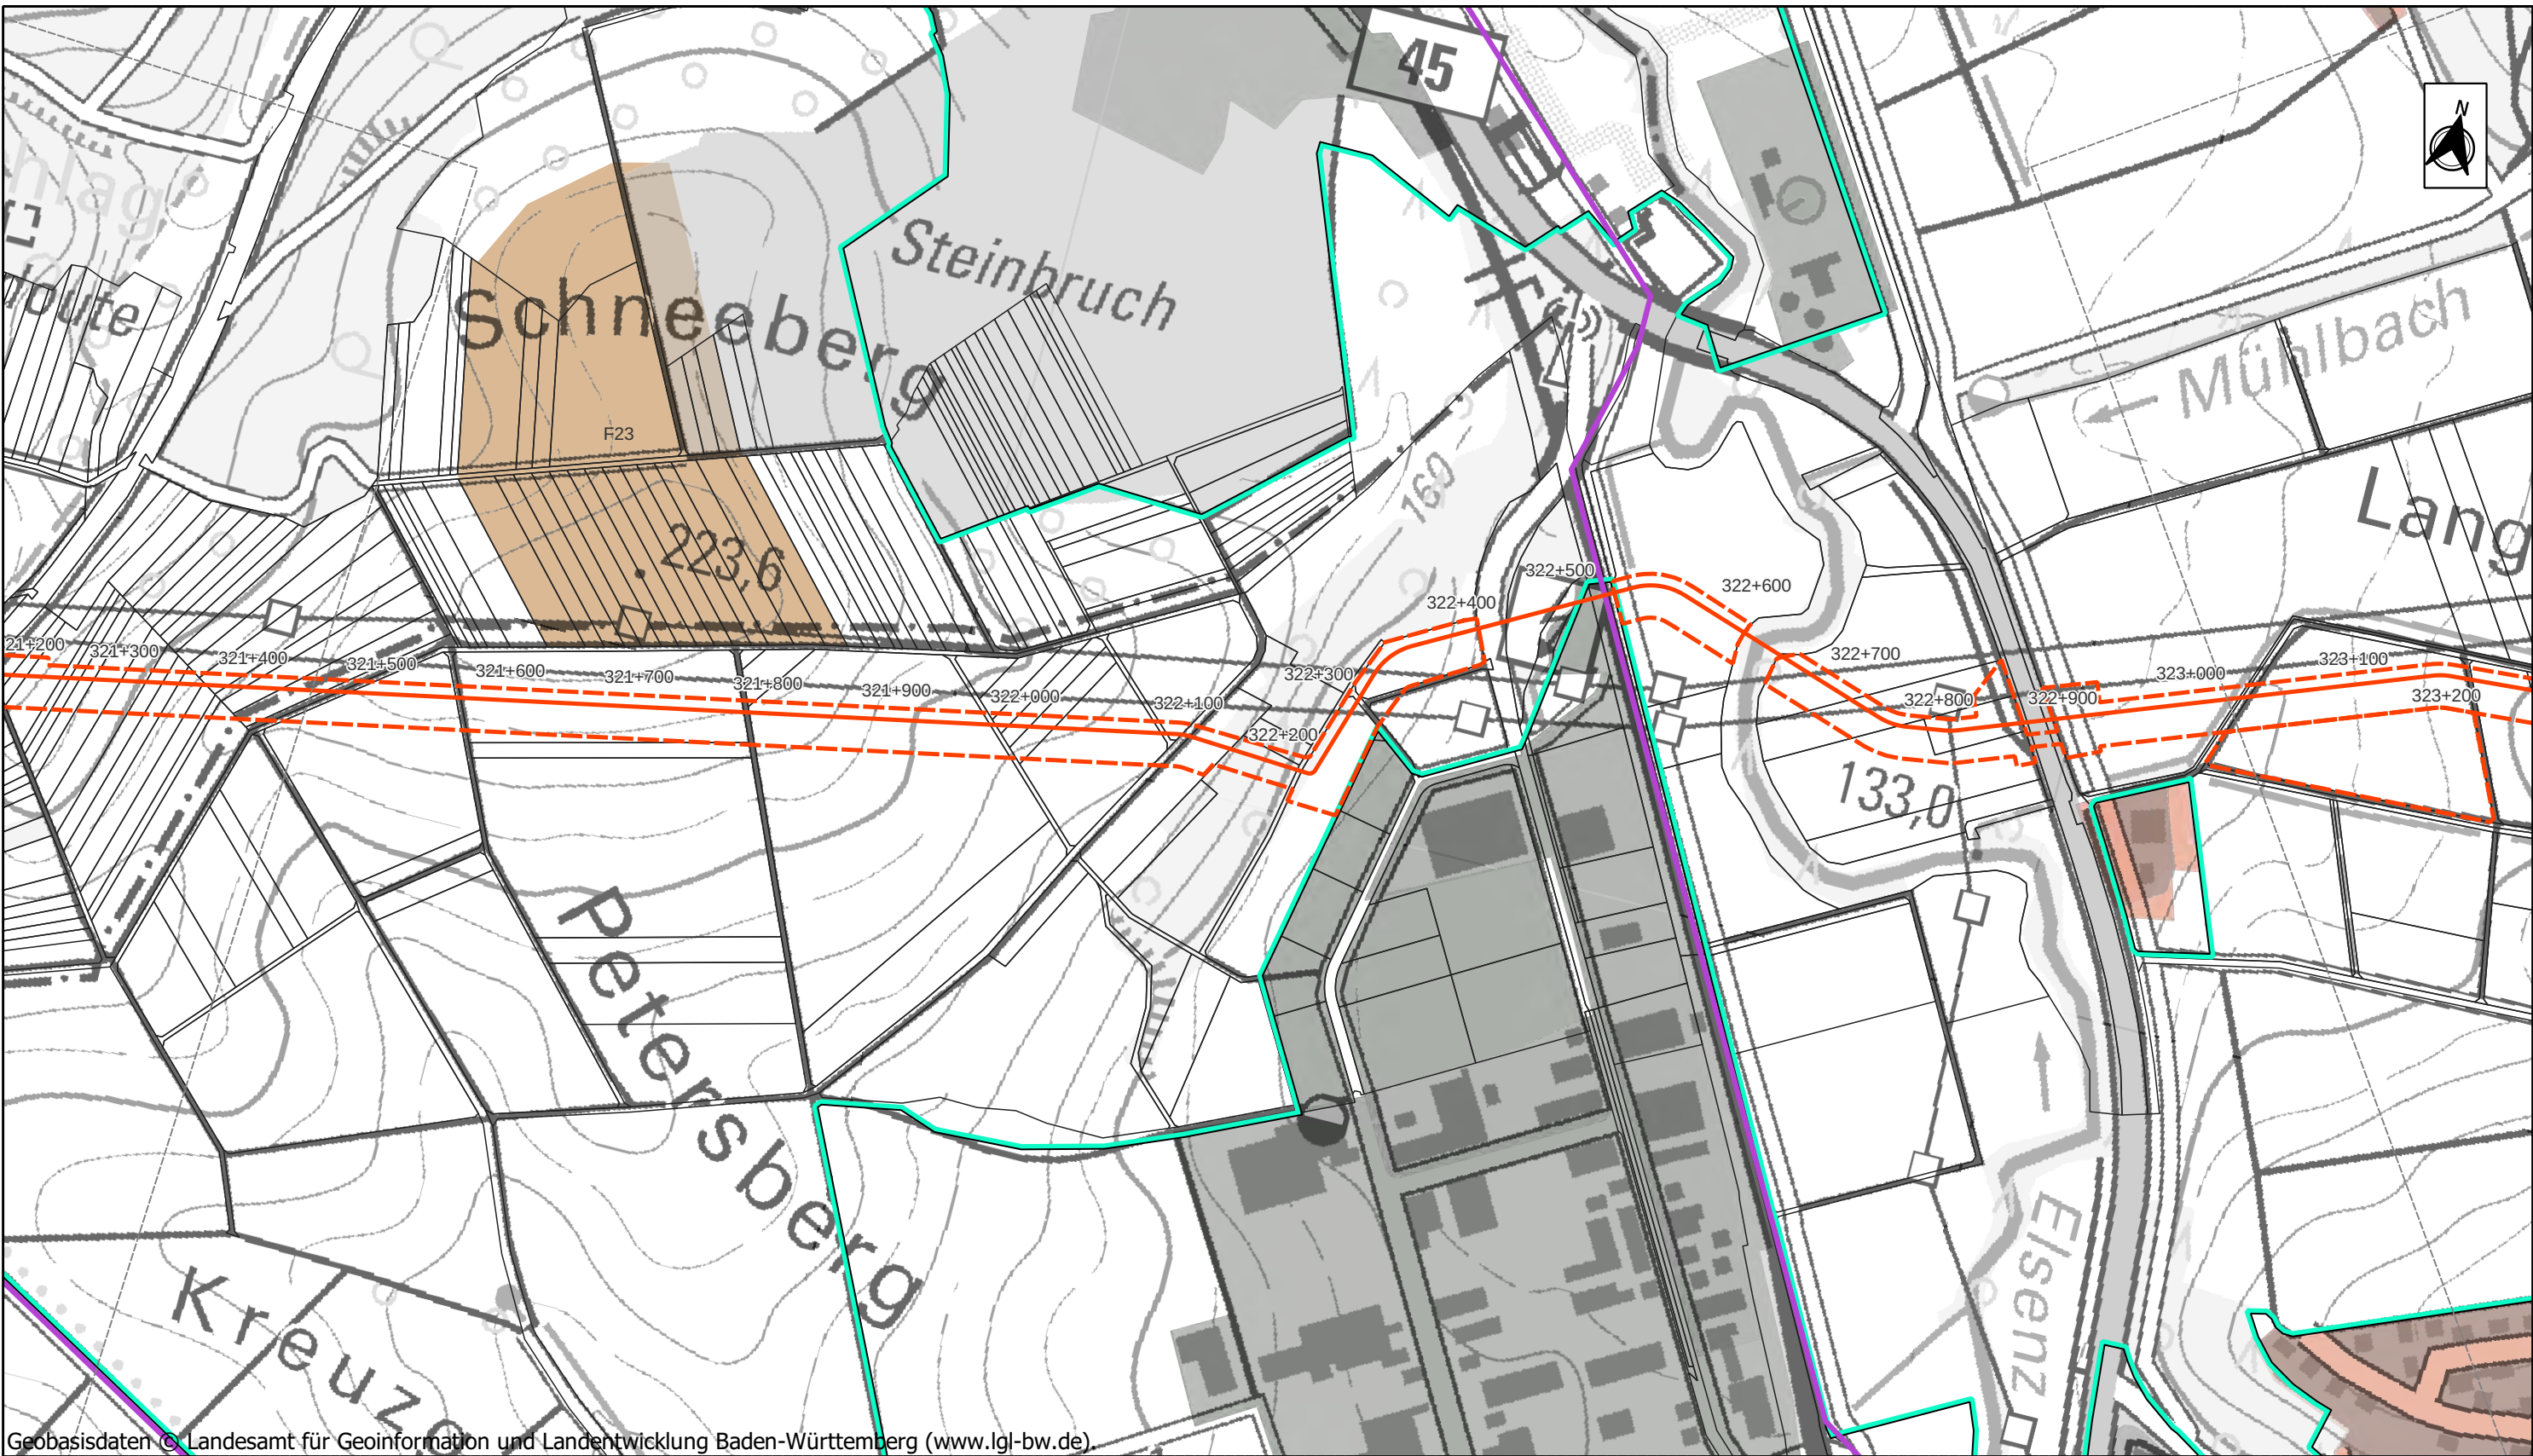 45
N
hlag
Steinbruch
route
Schneeberg
Mühlbach
F23
160
Lang
223,6
322+500
322+600
322+400
21+200
321+300
321+400
321+500
321+600
321+700
321+800
321+900
322+000
322+100
322+200
322+300
322+700
322+800
322+900
323+000
323+100
323+200
133,0
Petersberg
Elsenz
Kreuze
Geobasisdaten © Landesamt für Geoinformation und Landentwicklung Baden-Württemberg (www.lgl-bw.de).